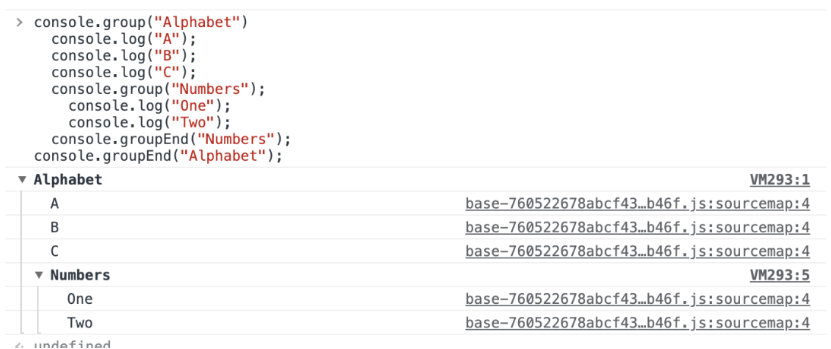 > console.group("Alphabet")
console.log("A");
console.log("B");
console.log("C");
console.group("Numbers");
console.log("One");
console.log("Two");
console.groupEnd("Numbers");
console.groupEnd("Alphabet");
▼ Alphabet VM293:1
A base-760522678abcf43…b46f.js:sourcemap:4
B base-760522678abcf43…b46f.js:sourcemap:4
C base-760522678abcf43…b46f.js:sourcemap:4
▼ Numbers VM293:5
One base-760522678abcf43…b46f.js:sourcemap:4
Two base-760522678abcf43…b46f.js:sourcemap:4
undefined